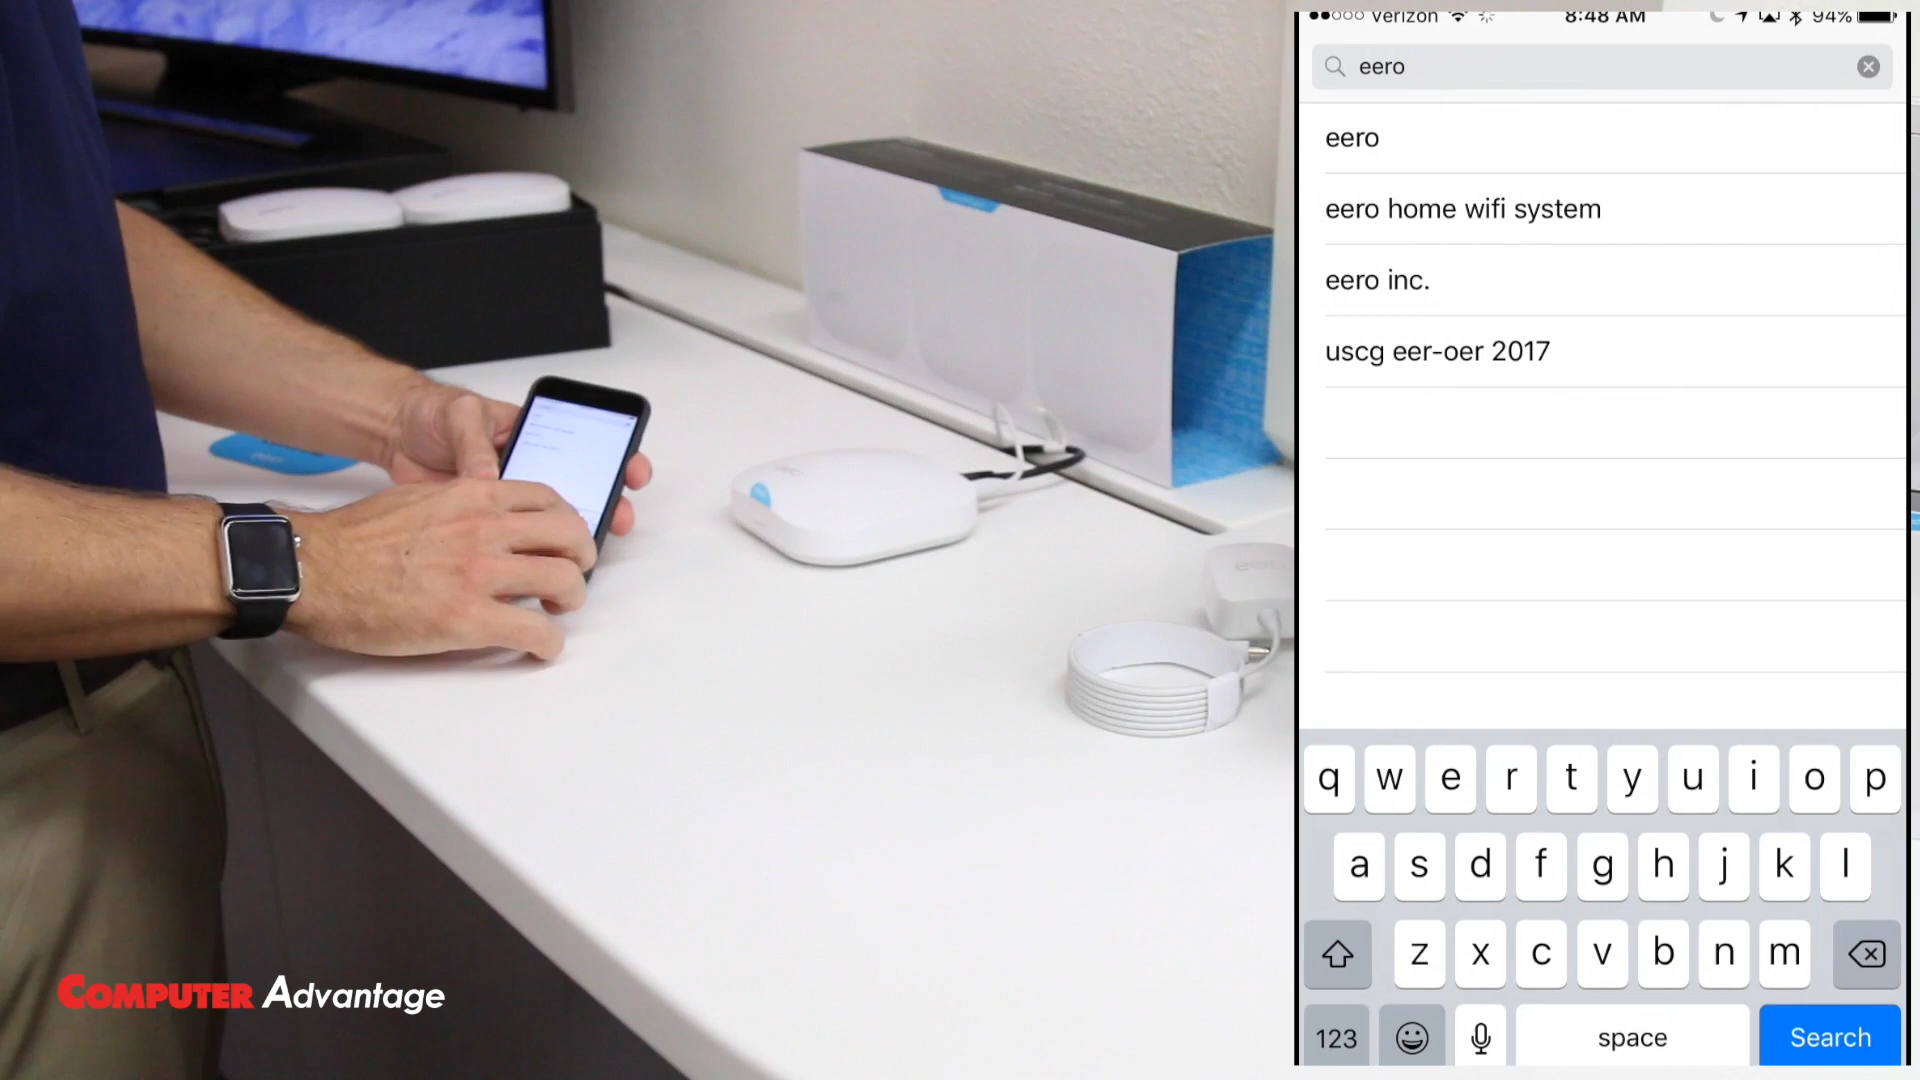 Verizon 8:48 AM 94%
eero
eero
eero home wifi system
eero inc.
uscg eer-oer 2017
q w e r t y u i o p
a s d f g h j k l
z x c v b n m
123 space Search
eero
COMPUTER Advantage